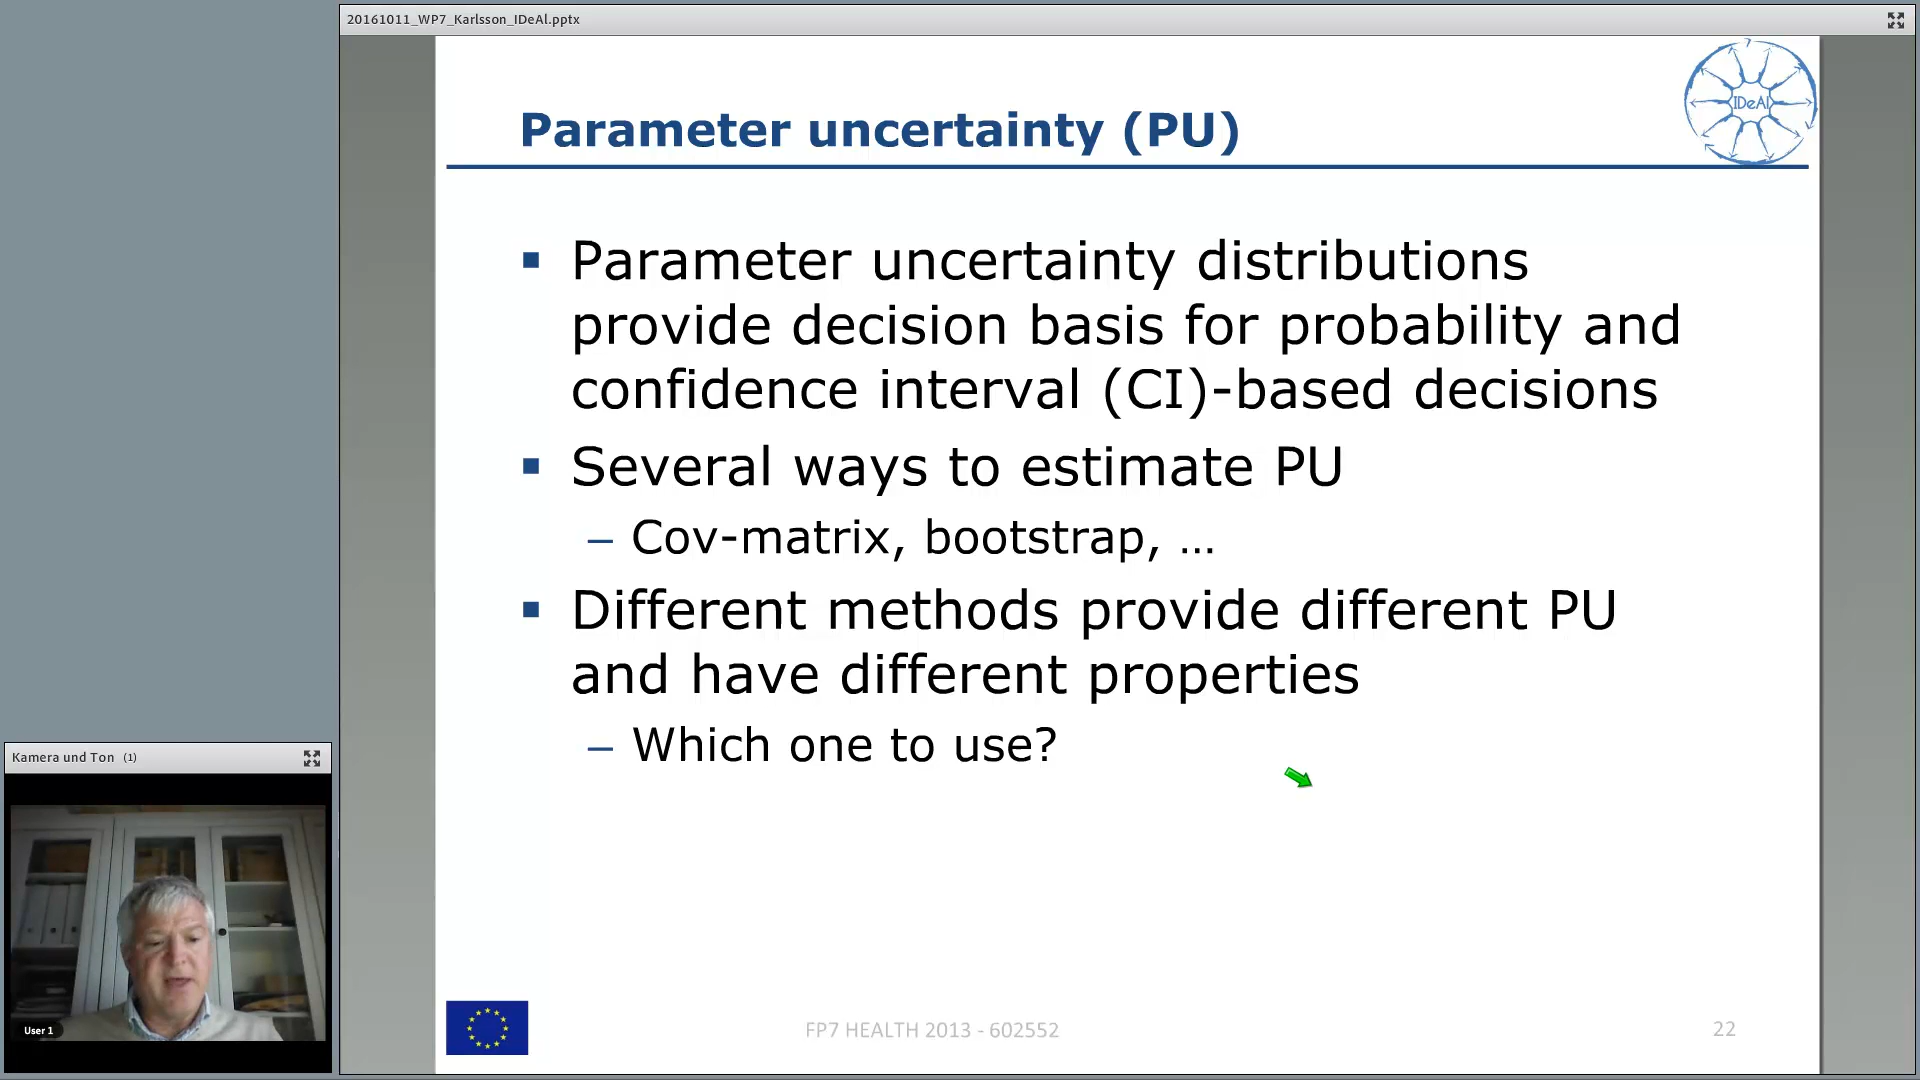 20161011_WP7_Karlsson_IDeAl.pptx
IDeAl
Parameter uncertainty (PU)
▪ Parameter uncertainty distributions
provide decision basis for probability and
confidence interval (CI)-based decisions
▪ Several ways to estimate PU
– Cov-matrix, bootstrap, …
▪ Different methods provide different PU
and have different properties
– Which one to use?
Kamera und Ton (1)
User 1
FP7 HEALTH 2013 - 602552
22